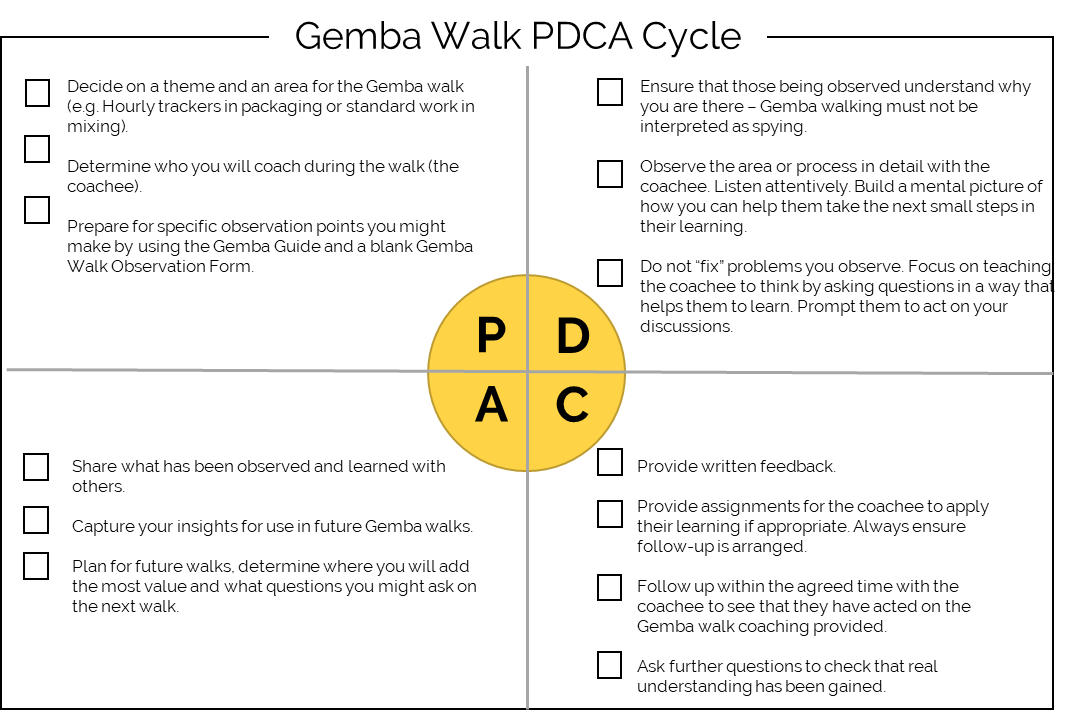 Gemba Walk PDCA Cycle
Decide on a theme and an area for the Gemba walk
(e.g. Hourly trackers in packaging or standard work in
mixing).
Determine who you will coach during the walk (the
coachee).
Prepare for specific observation points you might
make by using the Gemba Guide and a blank Gemba
Walk Observation Form.
Ensure that those being observed understand why
you are there – Gemba walking must not be
interpreted as spying.
Observe the area or process in detail with the
coachee. Listen attentively. Build a mental picture of
how you can help them take the next small steps in
their learning.
Do not “fix” problems you observe. Focus on teaching
the coachee to think by asking questions in a way that
helps them to learn. Prompt them to act on your
discussions.
P D
A C
Share what has been observed and learned with
others.
Capture your insights for use in future Gemba walks.
Plan for future walks, determine where you will add
the most value and what questions you might ask on
the next walk.
Provide written feedback.
Provide assignments for the coachee to apply
their learning if appropriate. Always ensure
follow-up is arranged.
Follow up within the agreed time with the
coachee to see that they have acted on the
Gemba walk coaching provided.
Ask further questions to check that real
understanding has been gained.